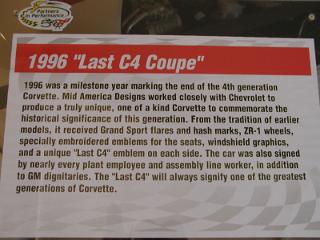 Partners
in Performance
1996 "Last C4 Coupe"
1996 was a milestone year marking the end of the 4th generation
Corvette. Mid America Designs worked closely with Chevrolet to
produce a truly unique, one of a kind Corvette to commemorate the
historical significance of this generation. From the tradition of earlier
models, it received Grand Sport flares and hash marks, ZR-1 wheels,
specially embroidered emblems for the seats, windshield graphics,
and a unique "Last C4" emblem on each side. The car was also signed
by nearly every plant employee and assembly line worker, in addition
to GM dignitaries. The "Last C4" will always signify one of the greatest
generations of Corvette.